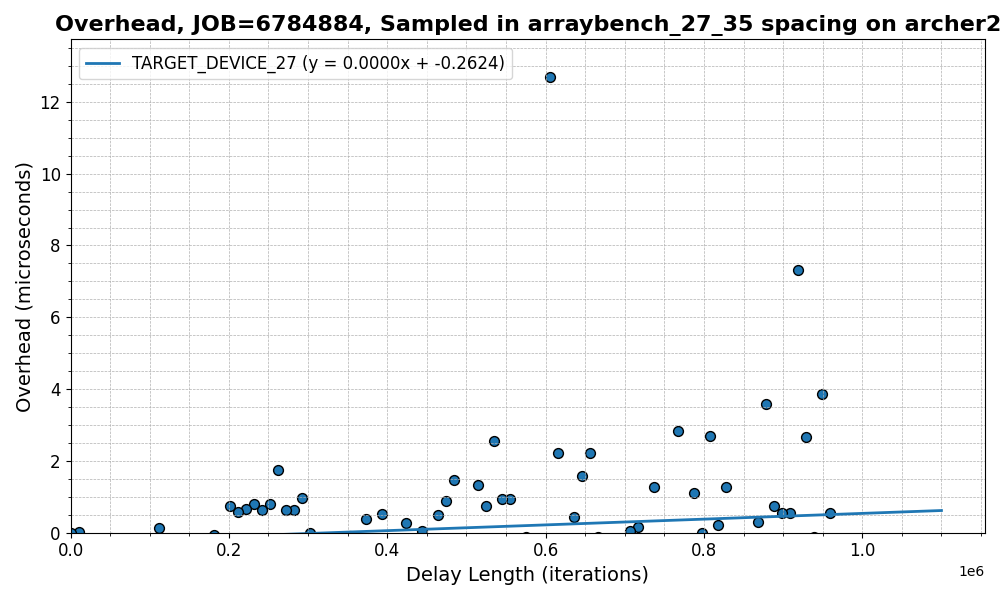 Overhead, JOB=6784884, Sampled in arraybench_27_35 spacing on archer2
TARGET_DEVICE_27 (y = 0.0000x + -0.2624)
Overhead (microseconds)
12
10
8
6
4
2
0
0.0 0.2 0.4 0.6 0.8 1.0
1e6
Delay Length (iterations)